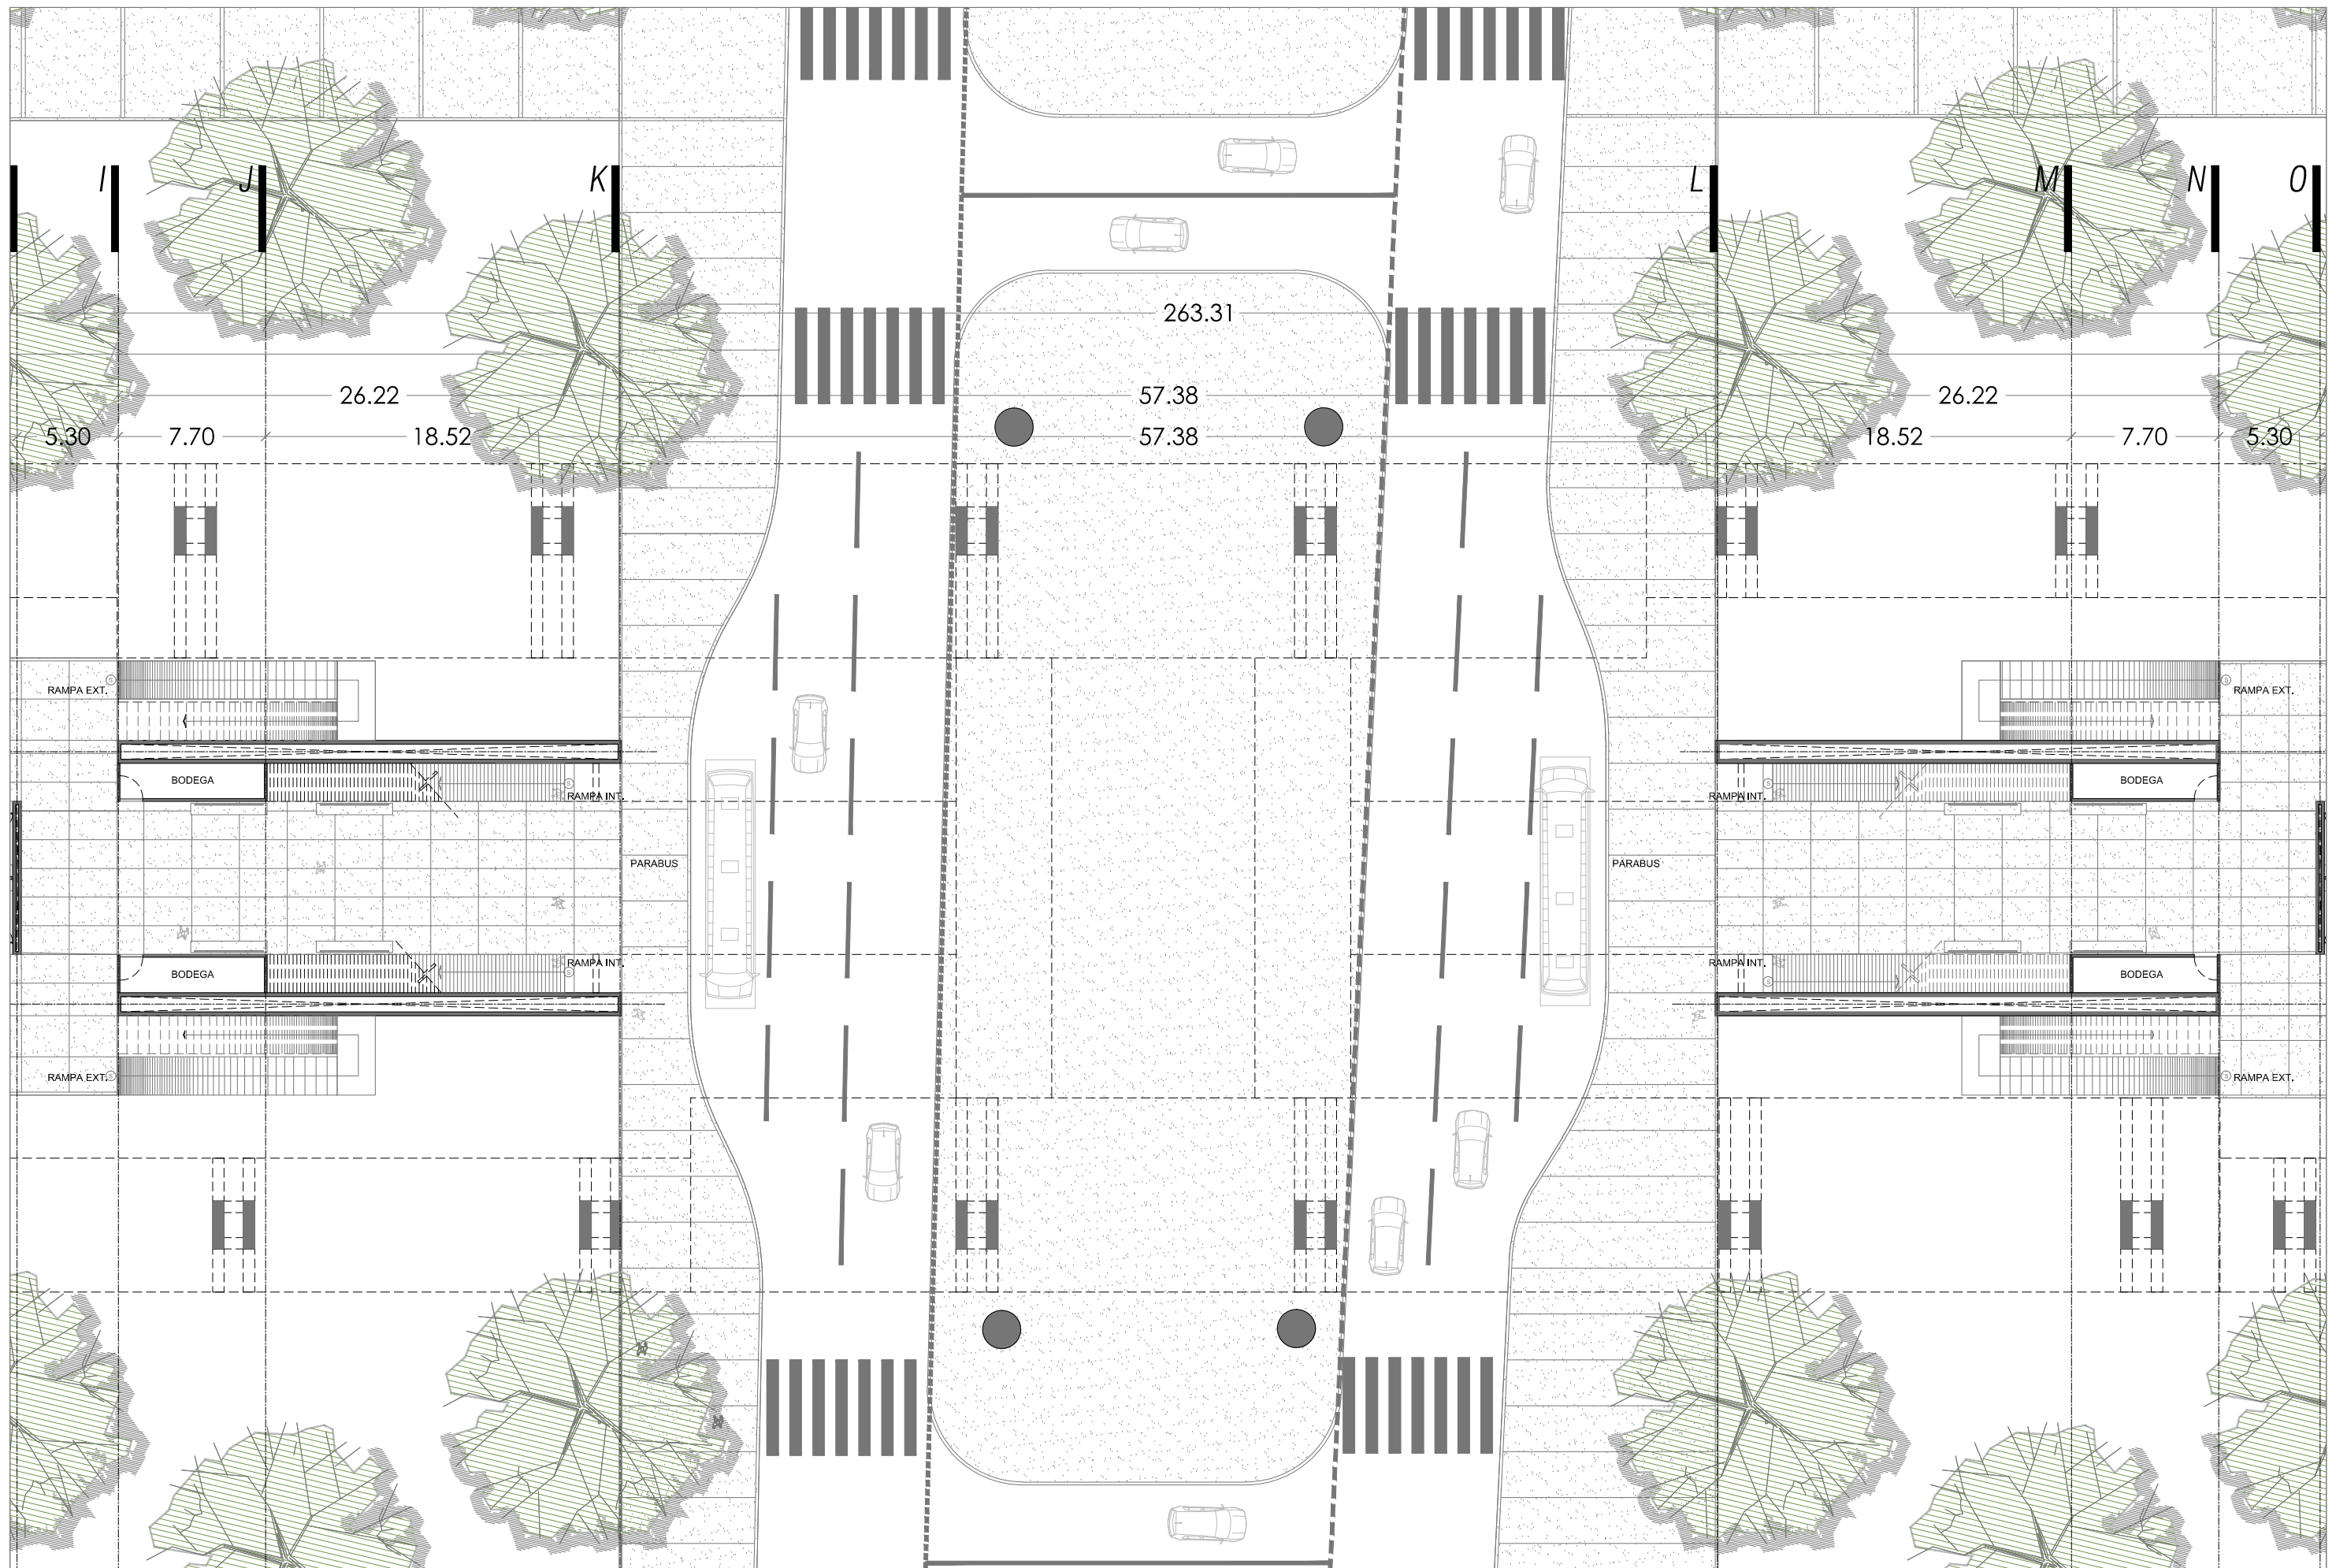 I J K L M N O
263.31
26.22 57.38 26.22
5.30 7.70 18.52 57.38 18.52 7.70 5.30
RAMPA EXT. S S RAMPA EXT.
BODEGA S S BODEGA
RAMPA INT. RAMPA INT.
PARABUS PARABUS
RAMPA INT. RAMPA INT.
BODEGA S S BODEGA
RAMPA EXT. S S RAMPA EXT.